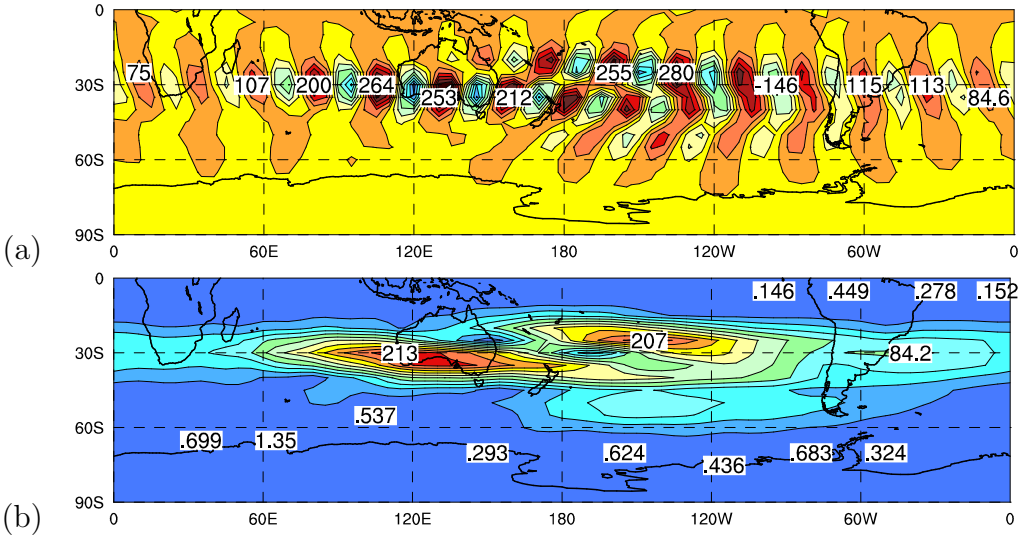 0
75 107 200 264 253 212 255 280 -146 115 113 84.6
30S
60S
90S
(a)
0 60E 120E 180 120W 60W 0
0
.146 .449 .278 .152
30S
213 207 84.2
.537
60S
.699 1.35 .293 .624 .436 .683 .324
90S
(b)
0 60E 120E 180 120W 60W 0